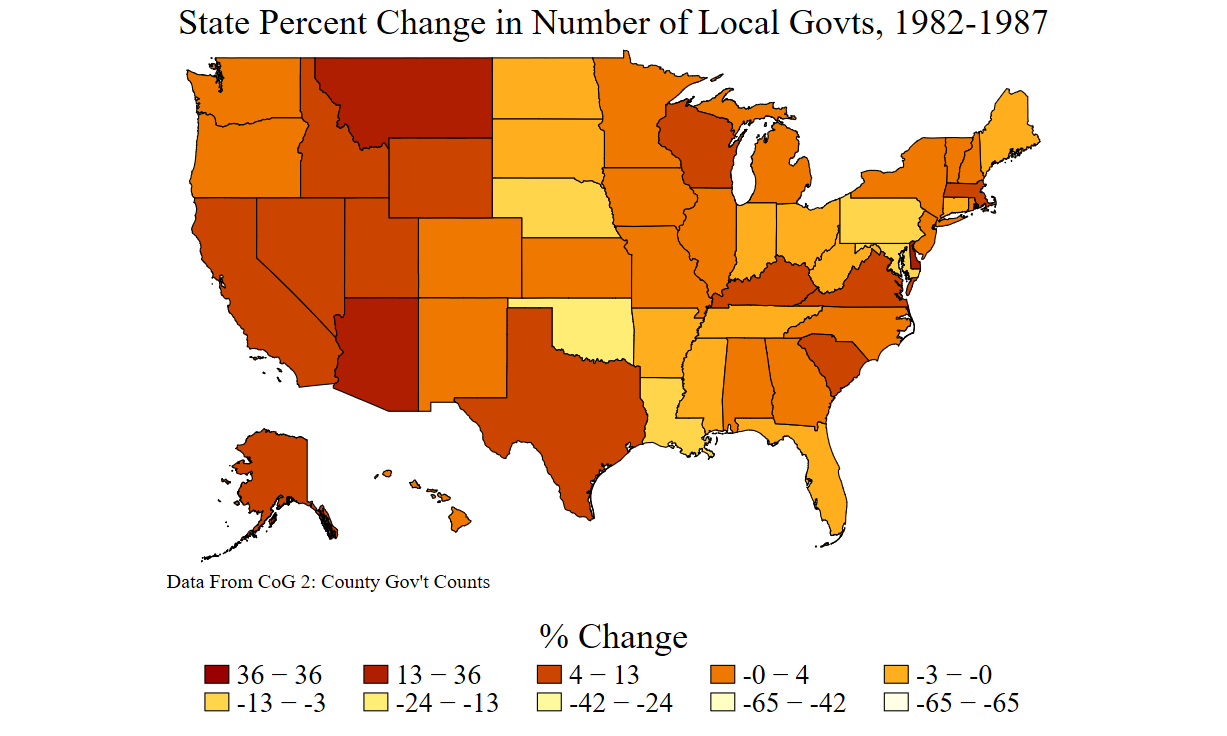 State Percent Change in Number of Local Govts, 1982-1987
Data From CoG 2: County Gov't Counts
% Change
36 − 36 13 − 36 4 − 13 -0 − 4 -3 − -0
-13 − -3 -24 − -13 -42 − -24 -65 − -42 -65 − -65